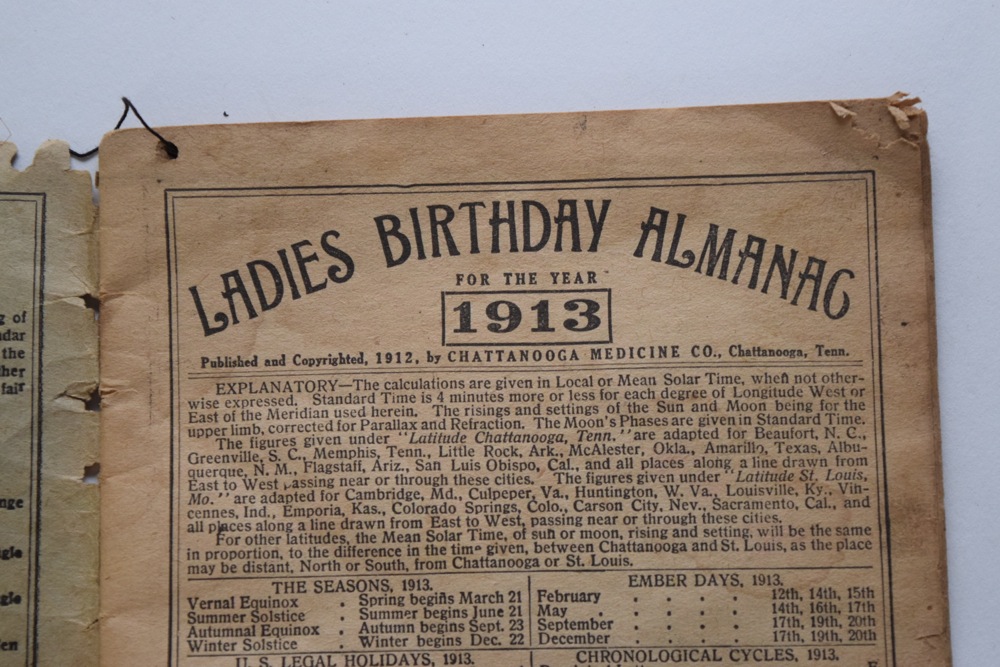 g of
ndar
the
ther
fair
nge
gle
gle
en
LADIES BIRTHDAY ALMANAC
FOR THE YEAR
1913
Published and Copyrighted, 1912, by CHATTANOOGA MEDICINE CO., Chattanooga, Tenn.
EXPLANATORY—The calculations are given in Local or Mean Solar Time, when not other-
wise expressed. Standard Time is 4 minutes more or less for each degree of Longitude West or
East of the Meridian used herein. The risings and settings of the Sun and Moon being for the
upper limb, corrected for Parallax and Refraction. The Moon's Phases are given in Standard Time.
The figures given under "Latitude Chattanooga, Tenn." are adapted for Beaufort, N. C.,
Greenville, S. C., Memphis, Tenn., Little Rock, Ark., McAlester, Okla., Amarillo, Texas, Albu-
querque, N. M., Flagstaff, Ariz., San Luis Obispo, Cal., and all places along a line drawn from
East to West passing near or through these cities. The figures given under "Latitude St. Louis,
Mo." are adapted for Cambridge, Md., Culpeper, Va., Huntington, W. Va., Louisville, Ky., Vin-
cennes, Ind., Emporia, Kas., Colorado Springs, Colo., Carson City, Nev., Sacramento, Cal., and
all places along a line drawn from East to West, passing near or through these cities.
For other latitudes, the Mean Solar Time, of sun or moon, rising and setting, will be the same
in proportion, to the difference in the time given, between Chattanooga and St. Louis, as the place
may be distant, North or South, from Chattanooga or St. Louis.
THE SEASONS, 1913.
Vernal Equinox . Spring begins March 21
Summer Solstice . Summer begins June 21
Autumnal Equinox . Autumn begins Sept. 23
Winter Solstice . Winter begins Dec. 22
U. S. LEGAL HOLIDAYS, 1913.
EMBER DAYS, 1913.
February . . . . 12th, 14th, 15th
May . . . . . 14th, 16th, 17th
September . . . . 17th, 19th, 20th
December . . . . 17th, 19th, 20th
CHRONOLOGICAL CYCLES, 1913.